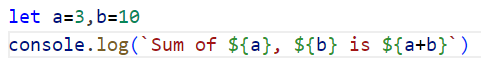 let a=3,b=10
console.log(`Sum of ${a}, ${b} is ${a+b}`)